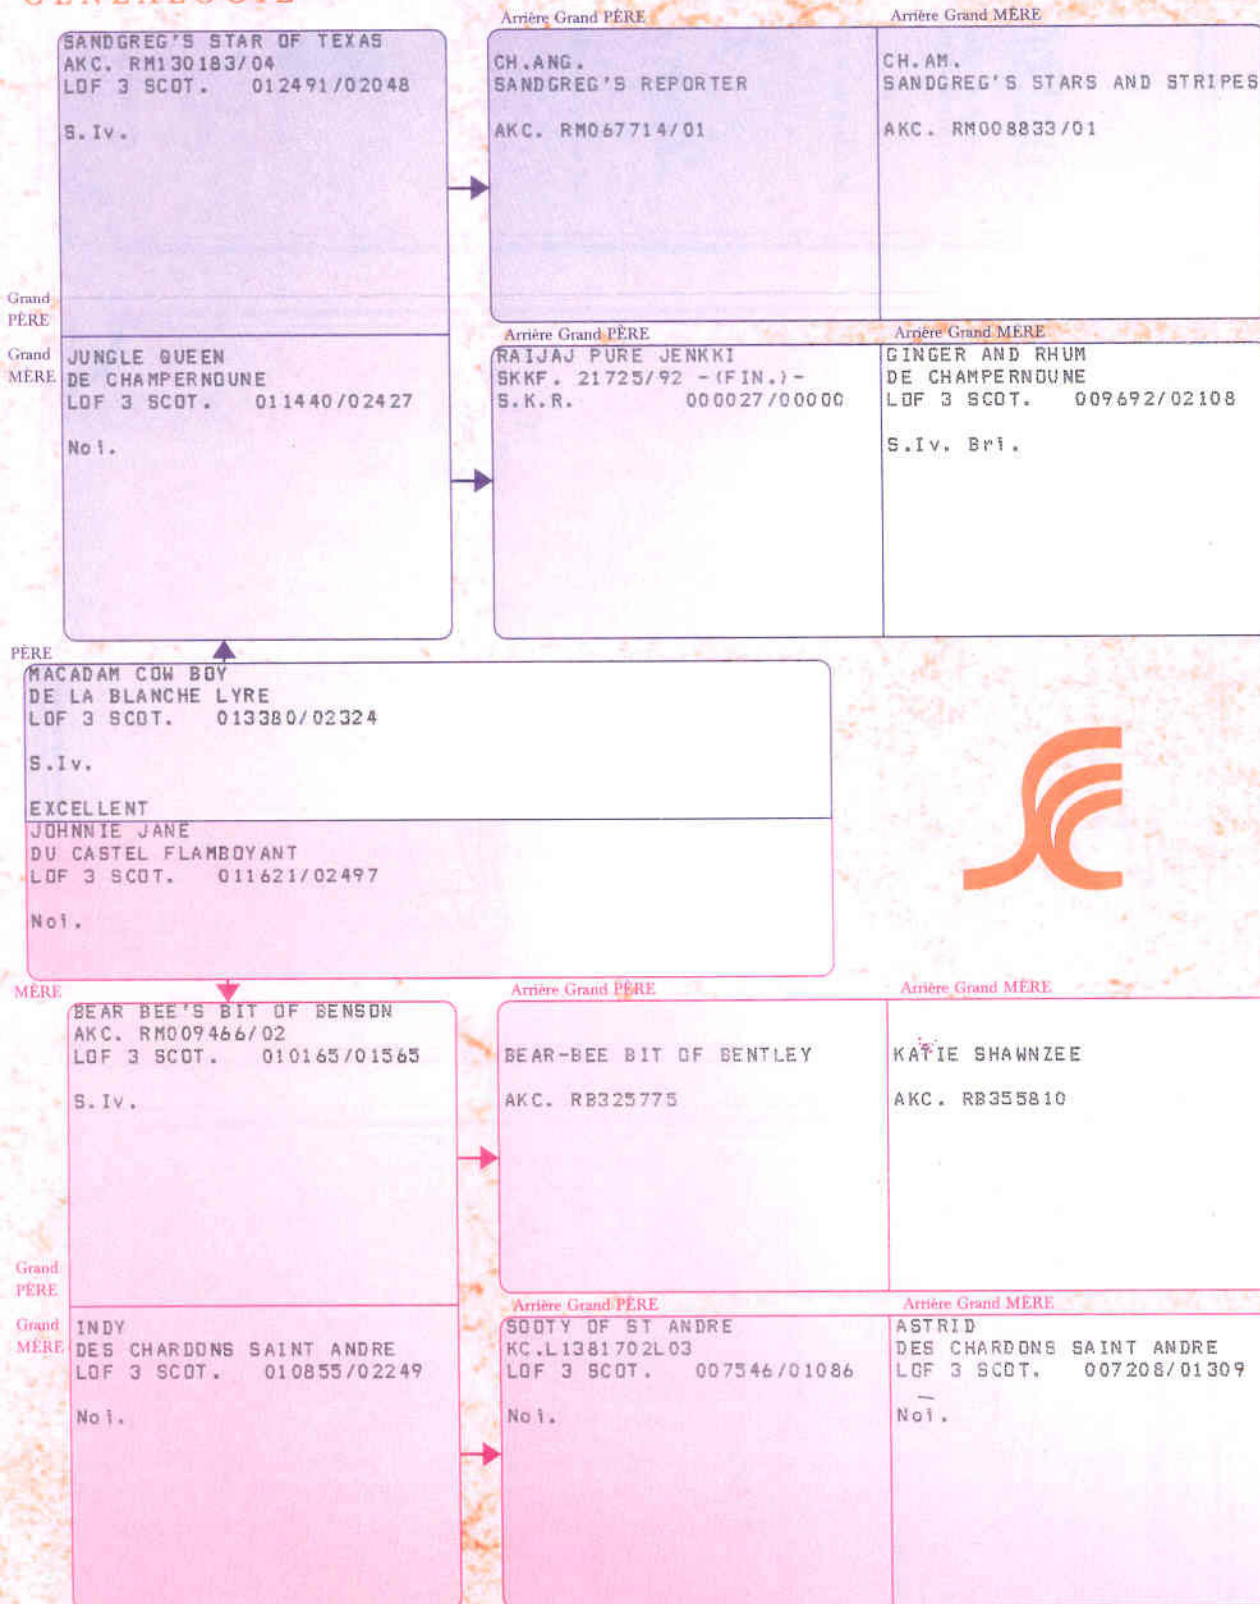 GÉNÉALOGIE
SANDGREG'S STAR OF TEXAS
AKC. RM130183/04
LOF 3 SCOT. 012491/02048
S.Iv.
Grand
PÈRE
Arrière Grand PÈRE
CH.ANG.
SANDGREG'S REPORTER
AKC. RM067714/01
Arrière Grand MÈRE
CH.AM.
SANDGREG'S STARS AND STRIPES
AKC. RM008833/01
Grand
MÈRE
JUNGLE QUEEN
DE CHAMPERNOUNE
LOF 3 SCOT. 011440/02427
Noi.
Arrière Grand PÈRE
RAIJAJ PURE JENKKI
SKKF. 21725/92 -(FIN.)-
S.K.R. 000027/00000
Arrière Grand MÈRE
GINGER AND RHUM
DE CHAMPERNOUNE
LOF 3 SCOT. 009692/02108
S.Iv. Bri.
PÈRE
MACADAM COW BOY
DE LA BLANCHE LYRE
LOF 3 SCOT. 013380/02324
S.Iv.
EXCELLENT
JOHNNIE JANE
DU CASTEL FLAMBOYANT
LOF 3 SCOT. 011621/02497
Noi.
MÈRE
BEAR BEE'S BIT OF BENSON
AKC. RM009466/02
LOF 3 SCOT. 010165/01565
S.Iv.
Grand
PÈRE
Arrière Grand PÈRE
BEAR-BEE BIT OF BENTLEY
AKC. RB325775
Arrière Grand MÈRE
KATIE SHAWNZEE
AKC. RB355810
Grand
MÈRE
INDY
DES CHARDONS SAINT ANDRE
LOF 3 SCOT. 010855/02249
Noi.
Arrière Grand PÈRE
SOOTY OF ST ANDRE
KC.L1381702L03
LOF 3 SCOT. 007546/01086
Noi.
Arrière Grand MÈRE
ASTRID
DES CHARDONS SAINT ANDRE
LOF 3 SCOT. 007208/01309
Noi.